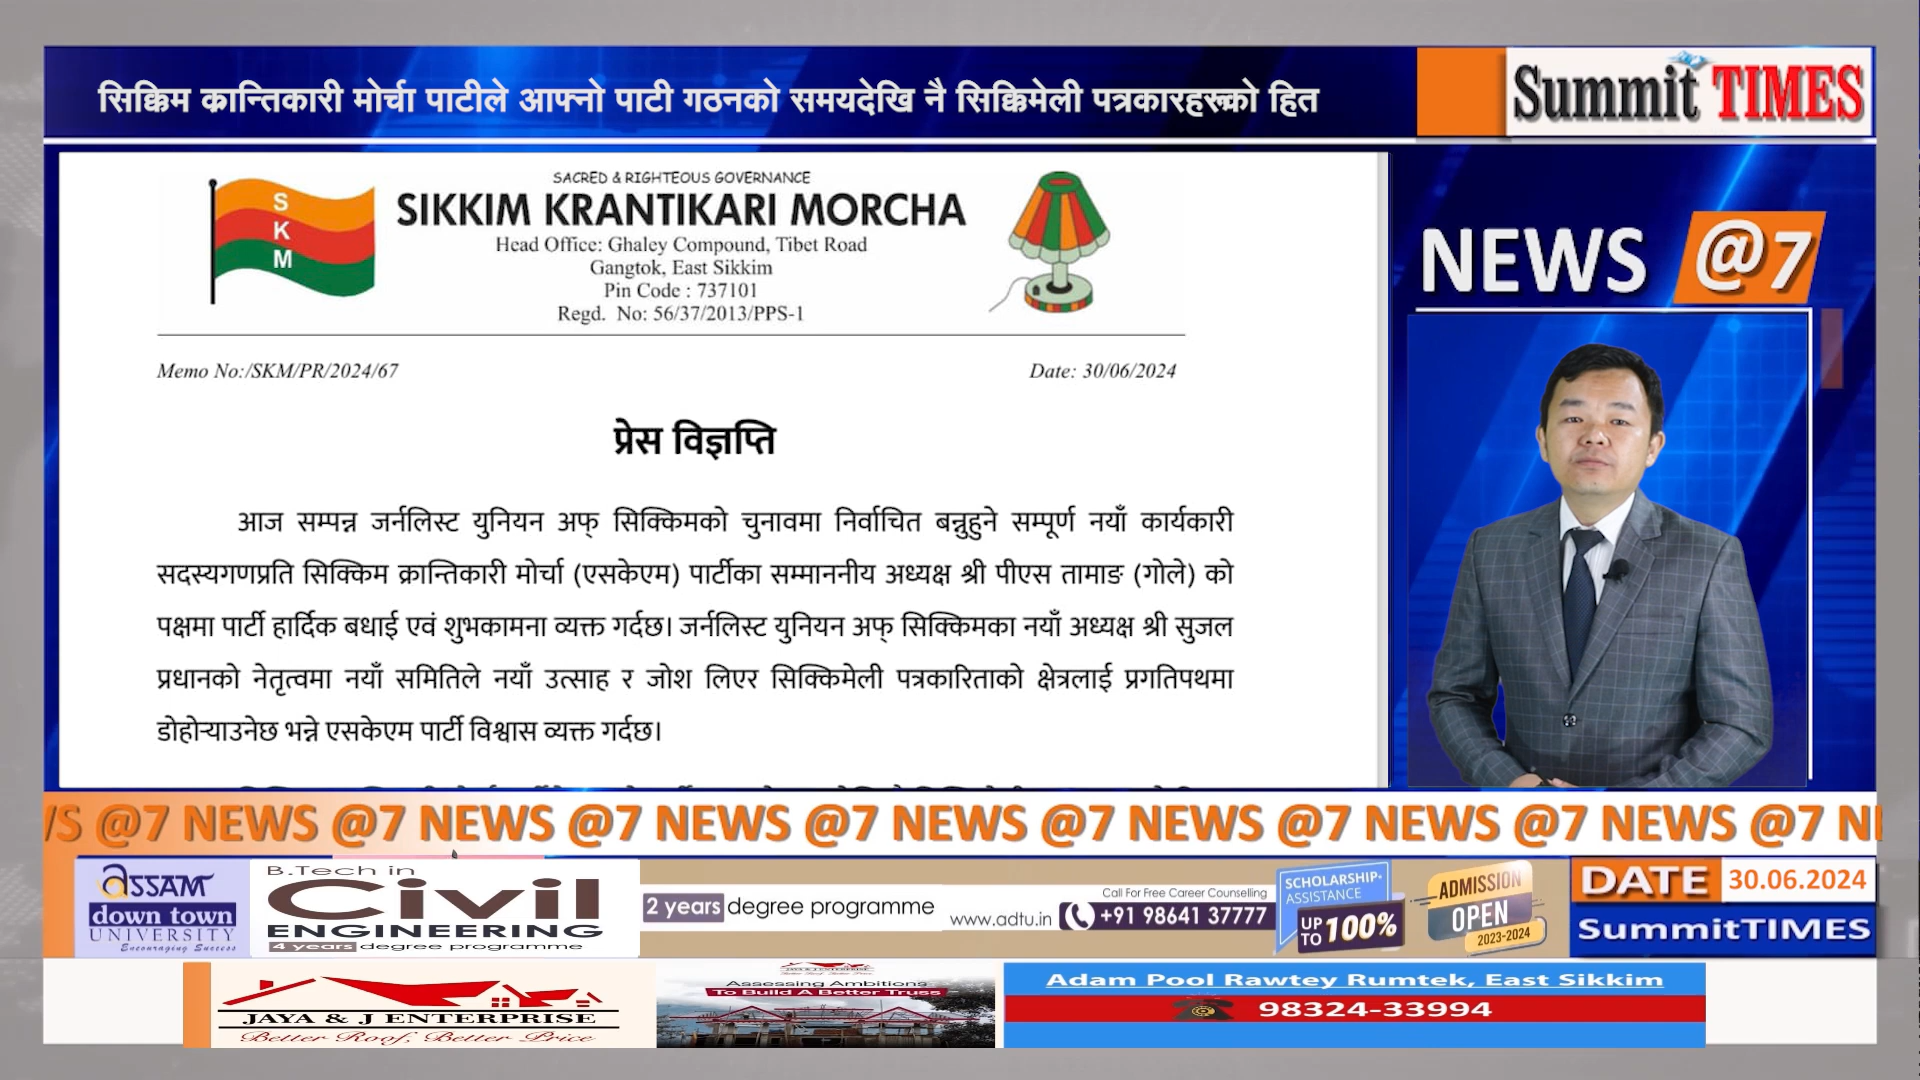 सिक्किम क्रान्तिकारी मोर्चा पाटीले आफ्नो पाटी गठनको समयदेखि नै सिक्किमेली पत्रकारहरूको हित
Summit TIMES
SACRED & RIGHTEOUS GOVERNANCE
SIKKIM KRANTIKARI MORCHA
Head Office: Ghaley Compound, Tibet Road
Gangtok, East Sikkim
Pin Code : 737101
Regd. No: 56/37/2013/PPS-1
S
K
M
Memo No:/SKM/PR/2024/67
Date: 30/06/2024
प्रेस विज्ञप्ति
आज सम्पन्न जर्नलिस्ट युनियन अफ् सिक्किमको चुनावमा निर्वाचित बन्नुहुने सम्पूर्ण नयाँ कार्यकारी
सदस्यगणप्रति सिक्किम क्रान्तिकारी मोर्चा (एसकेएम) पार्टीका सम्माननीय अध्यक्ष श्री पीएस तामाङ (गोले) को
पक्षमा पार्टी हार्दिक बधाई एवं शुभकामना व्यक्त गर्दछ। जर्नलिस्ट युनियन अफ् सिक्किमका नयाँ अध्यक्ष श्री सुजल
प्रधानको नेतृत्वमा नयाँ समितिले नयाँ उत्साह र जोश लिएर सिक्किमेली पत्रकारिताको क्षेत्रलाई प्रगतिपथमा
डोहोऱ्याउनेछ भन्ने एसकेएम पार्टी विश्वास व्यक्त गर्दछ।
NEWS @7
@7 NEWS @7 NEWS @7 NEWS @7 NEWS @7 NEWS @7 NEWS @7 NEWS @7
ASSAM
down town
UNIVERSITY
Encouraging Success
B.Tech in
Civil
ENGINEERING
4 years degree programme
2 years degree programme
www.adtu.in
Call For Free Career Counselling
+91 98641 37777
SCHOLARSHIP
ASSISTANCE
UP TO 100%
ADMISSION
OPEN
2023-2024
DATE 30.06.2024
SummitTIMES
JAYA & J ENTERPRISE
Better Roof, Better Price
JAYA & J ENTERPRISE
Assessing Ambitions
To Build A Better Truss
Adam Pool Rawtey Rumtek, East Sikkim
98324-33994